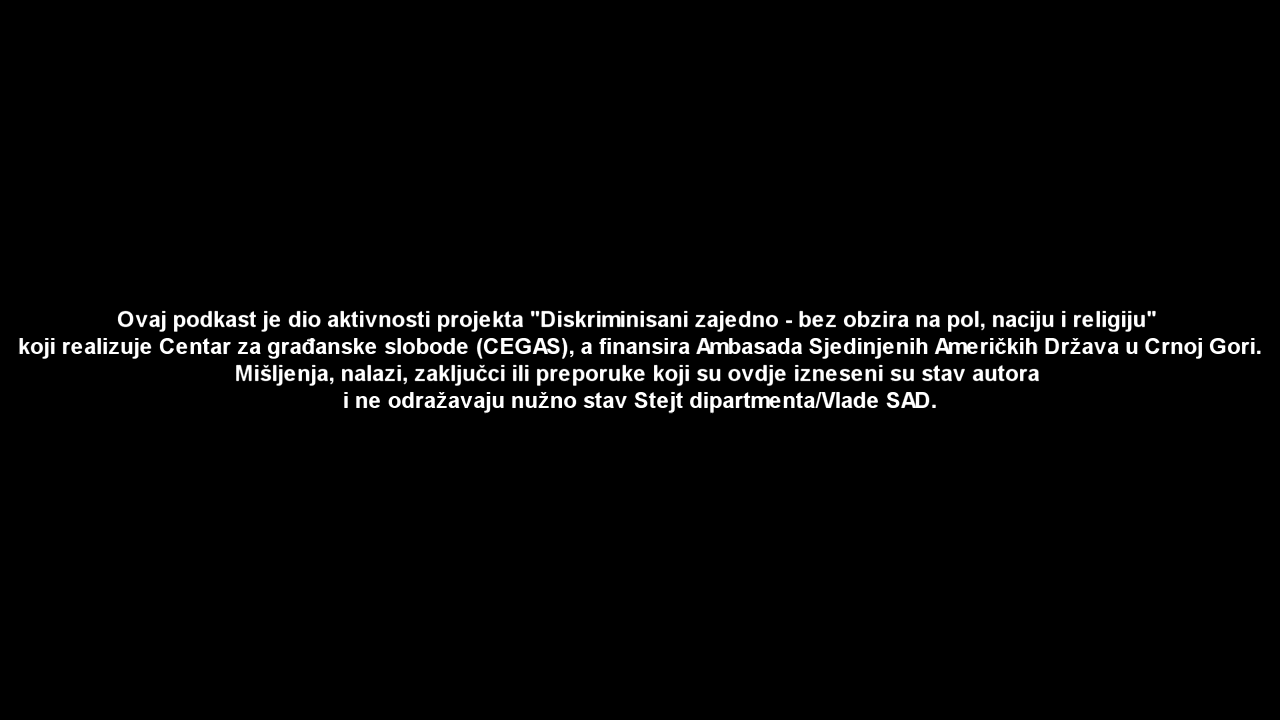 Ovaj podkast je dio aktivnosti projekta "Diskriminisani zajedno - bez obzira na pol, naciju i religiju"
koji realizuje Centar za građanske slobode (CEGAS), a finansira Ambasada Sjedinjenih Američkih Država u Crnoj Gori.
Mišljenja, nalazi, zaključci ili preporuke koji su ovdje izneseni su stav autora
i ne odražavaju nužno stav Stejt dipartmenta/Vlade SAD.